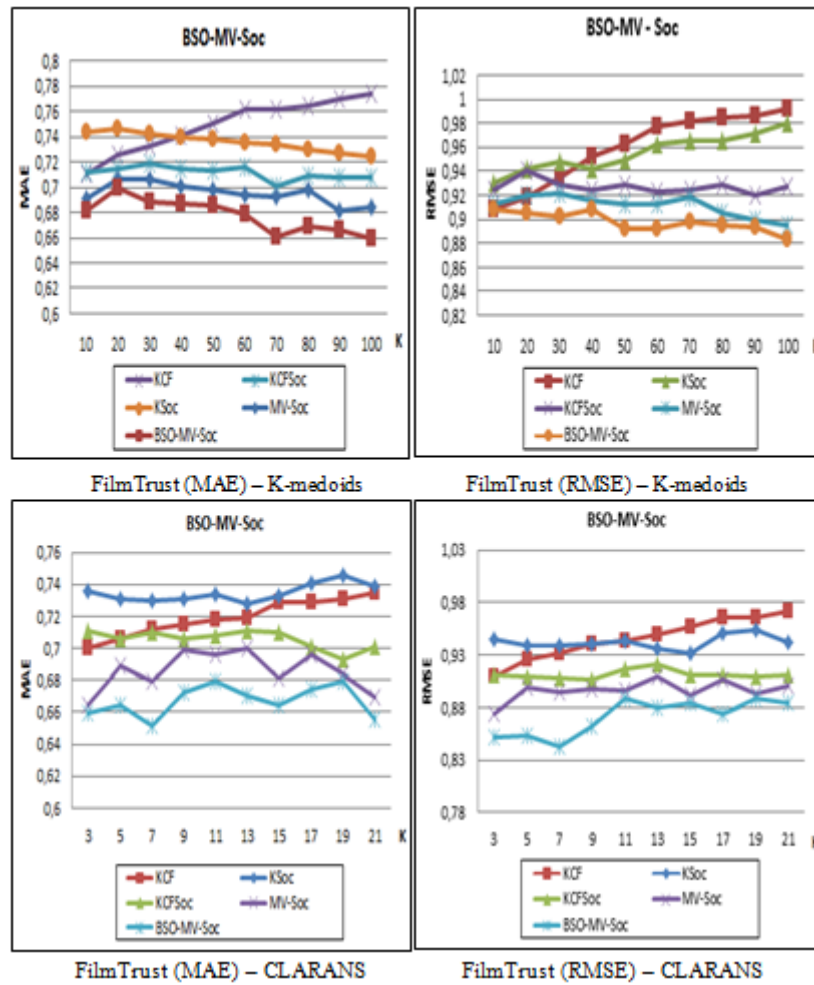 BSO-MV-Soc
MAE
0,8
0,78
0,76
0,74
0,72
0,7
0,68
0,66
0,64
0,62
0,6
10 20 30 40 50 60 70 80 90 100 K
KCF KCFSoc
KSoc MV-Soc
BSO-MV-Soc
FilmTrust (MAE) – K-medoids
BSO-MV - Soc
RMSE
1,02
1
0,98
0,96
0,94
0,92
0,9
0,88
0,86
0,84
0,82
10 20 30 40 50 60 70 80 90 100
KCF KSoc
KCFSoc MV-Soc
BSO-MV-Soc
FilmTrust (RMSE) – K-medoids
BSO-MV-Soc
MAE
0,76
0,74
0,72
0,7
0,68
0,66
0,64
0,62
0,6
3 5 7 9 11 13 15 17 19 21 K
KCF KSoc
KCFSoc MV-Soc
BSO-MV-Soc
FilmTrust (MAE) – CLARANS
BSO-MV-Soc
RMSE
1,03
0,98
0,93
0,88
0,83
0,78
3 5 7 9 11 13 15 17 19 21
KCF KSoc
KCFSoc MV-Soc
BSO-MV-Soc
FilmTrust (RMSE) – CLARANS